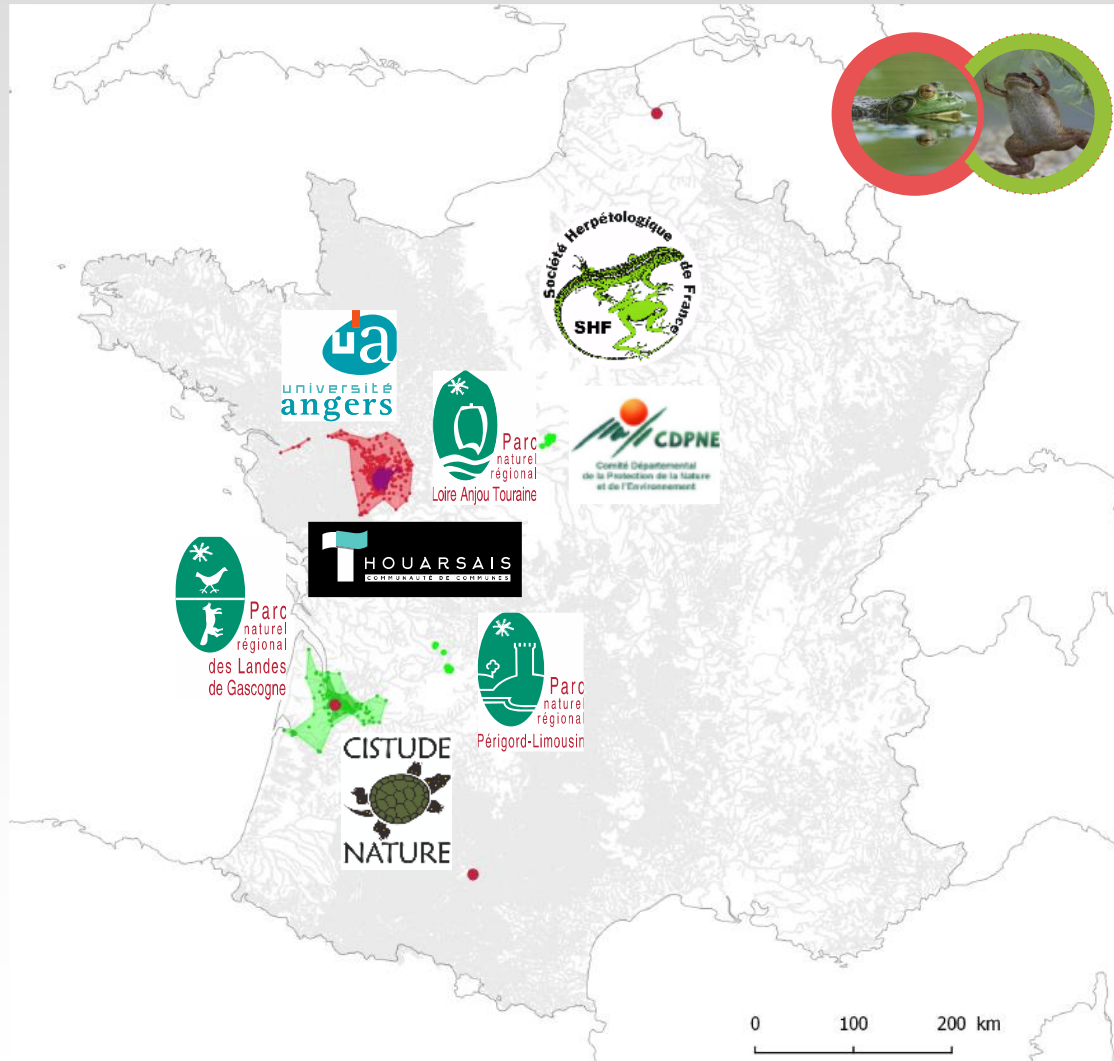 Société Herpétologique de France
SHF
ua
université
angers
Parc
naturel
régional
Loire Anjou Touraine
CDPNE
Comité Départemental
de la Protection de la Nature
et de l'Environnement
THOUARSAIS
COMMUNAUTÉ DE COMMUNES
Parc
naturel
régional
des Landes
de Gascogne
Parc
naturel
régional
Périgord-Limousin
CISTUDE
NATURE
0 100 200 km